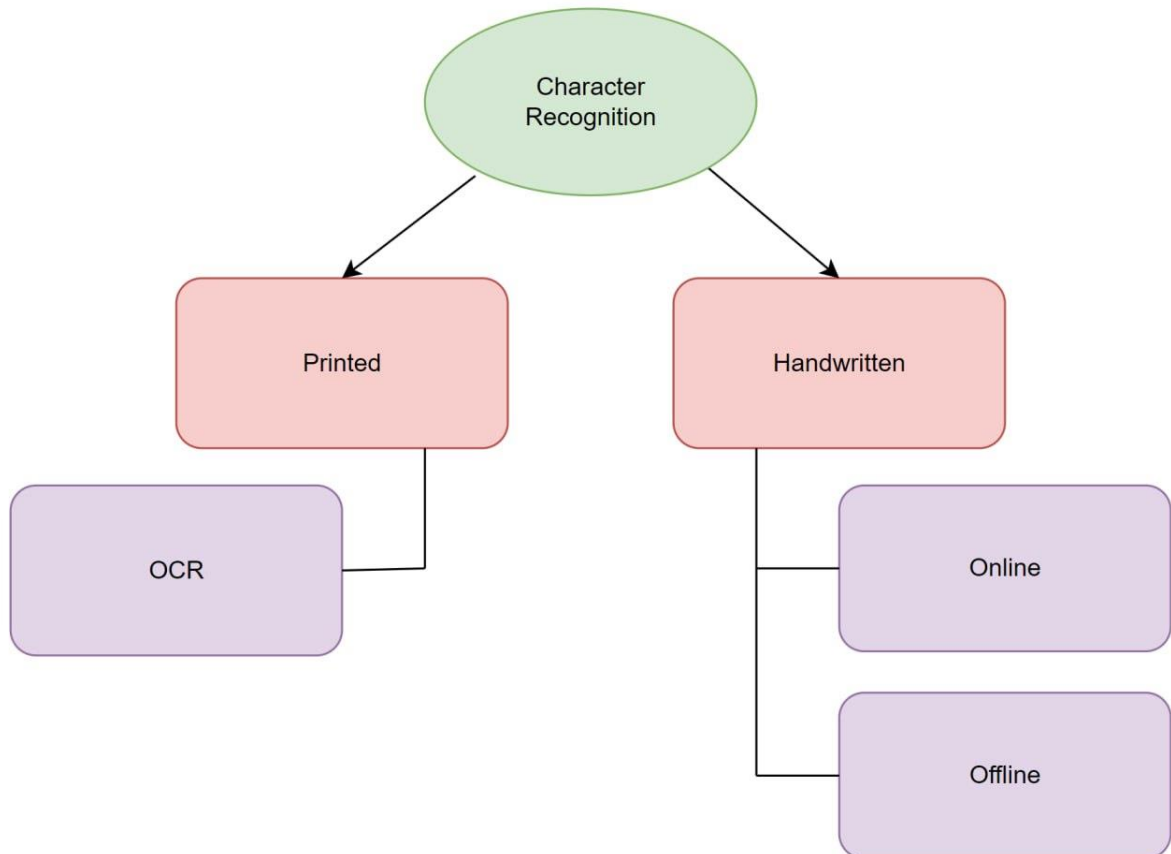 Character
Recognition
Printed
Handwritten
OCR
Online
Offline